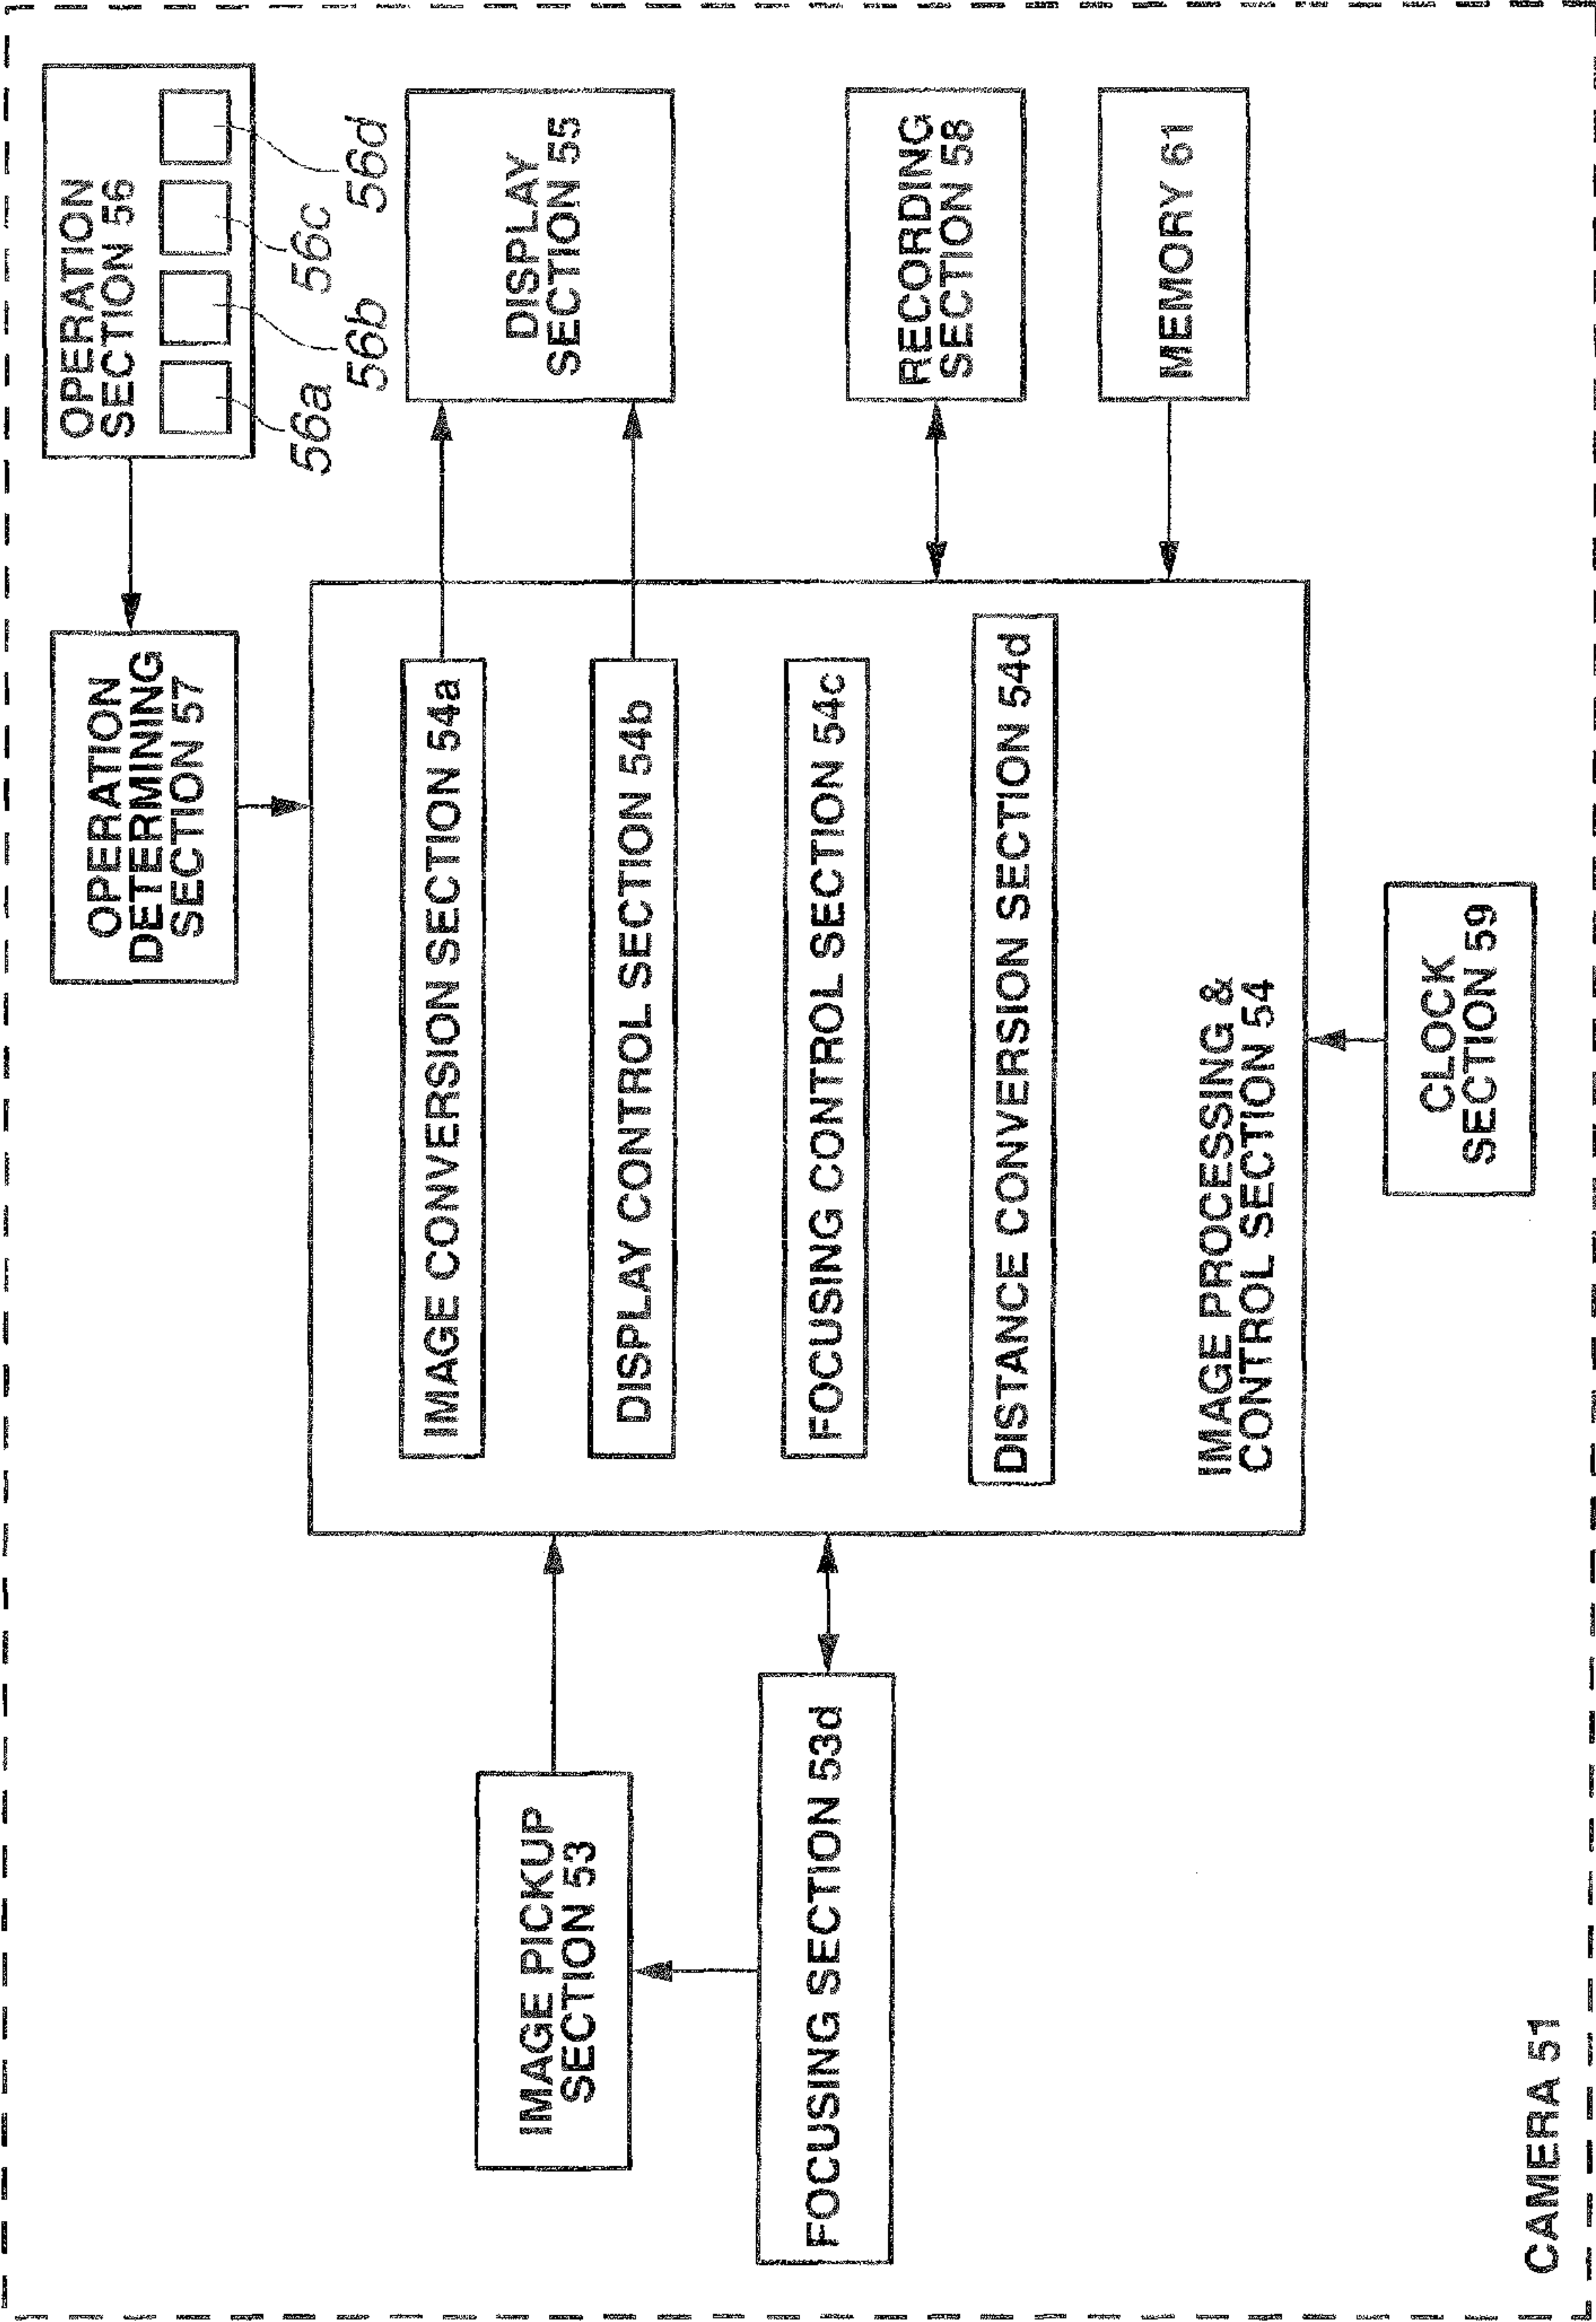 OPERATION
SECTION 56
56a
56b
56c
56d
OPERATION
DETERMINING
SECTION 57
DISPLAY
SECTION 55
IMAGE CONVERSION SECTION 54a
DISPLAY CONTROL SECTION 54b
FOCUSING CONTROL SECTION 54c
DISTANCE CONVERSION SECTION 54d
IMAGE PROCESSING &
CONTROL SECTION 54
IMAGE PICKUP
SECTION 53
FOCUSING SECTION 53d
RECORDING
SECTION 58
MEMORY 61
CLOCK
SECTION 59
CAMERA 51